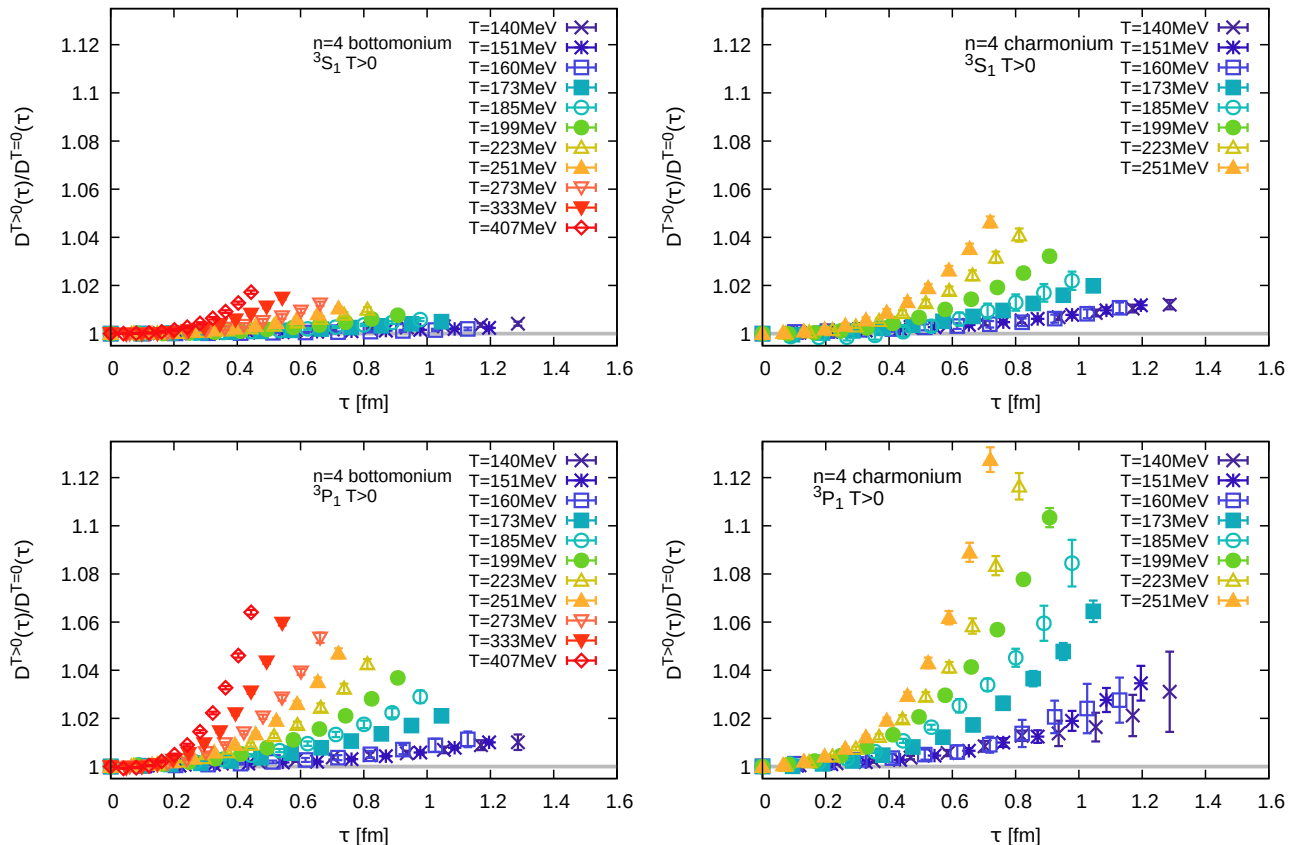 n=4 bottomonium
³S₁ T>0
T=140MeV
T=151MeV
T=160MeV
T=173MeV
T=185MeV
T=199MeV
T=223MeV
T=251MeV
T=273MeV
T=333MeV
T=407MeV
D^{T>0}(τ)/D^{T=0}(τ)
1.12
1.1
1.08
1.06
1.04
1.02
1
0 0.2 0.4 0.6 0.8 1 1.2 1.4 1.6
τ [fm]
n=4 charmonium
³S₁ T>0
T=140MeV
T=151MeV
T=160MeV
T=173MeV
T=185MeV
T=199MeV
T=223MeV
T=251MeV
D^{T>0}(τ)/D^{T=0}(τ)
1.12
1.1
1.08
1.06
1.04
1.02
1
0 0.2 0.4 0.6 0.8 1 1.2 1.4 1.6
τ [fm]
n=4 bottomonium
³P₁ T>0
T=140MeV
T=151MeV
T=160MeV
T=173MeV
T=185MeV
T=199MeV
T=223MeV
T=251MeV
T=273MeV
T=333MeV
T=407MeV
D^{T>0}(τ)/D^{T=0}(τ)
1.12
1.1
1.08
1.06
1.04
1.02
1
0 0.2 0.4 0.6 0.8 1 1.2 1.4 1.6
τ [fm]
n=4 charmonium
³P₁ T>0
T=140MeV
T=151MeV
T=160MeV
T=173MeV
T=185MeV
T=199MeV
T=223MeV
T=251MeV
D^{T>0}(τ)/D^{T=0}(τ)
1.12
1.1
1.08
1.06
1.04
1.02
1
0 0.2 0.4 0.6 0.8 1 1.2 1.4 1.6
τ [fm]